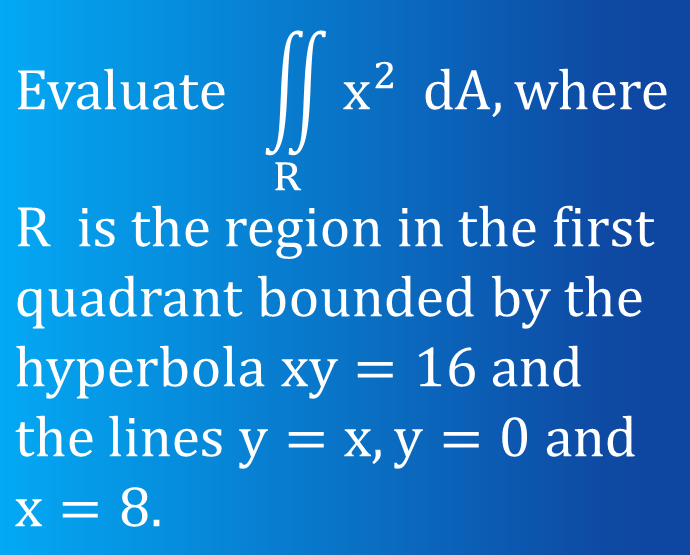 Evaluate ∬_R x² dA, where
R is the region in the first
quadrant bounded by the
hyperbola xy = 16 and
the lines y = x, y = 0 and
x = 8.